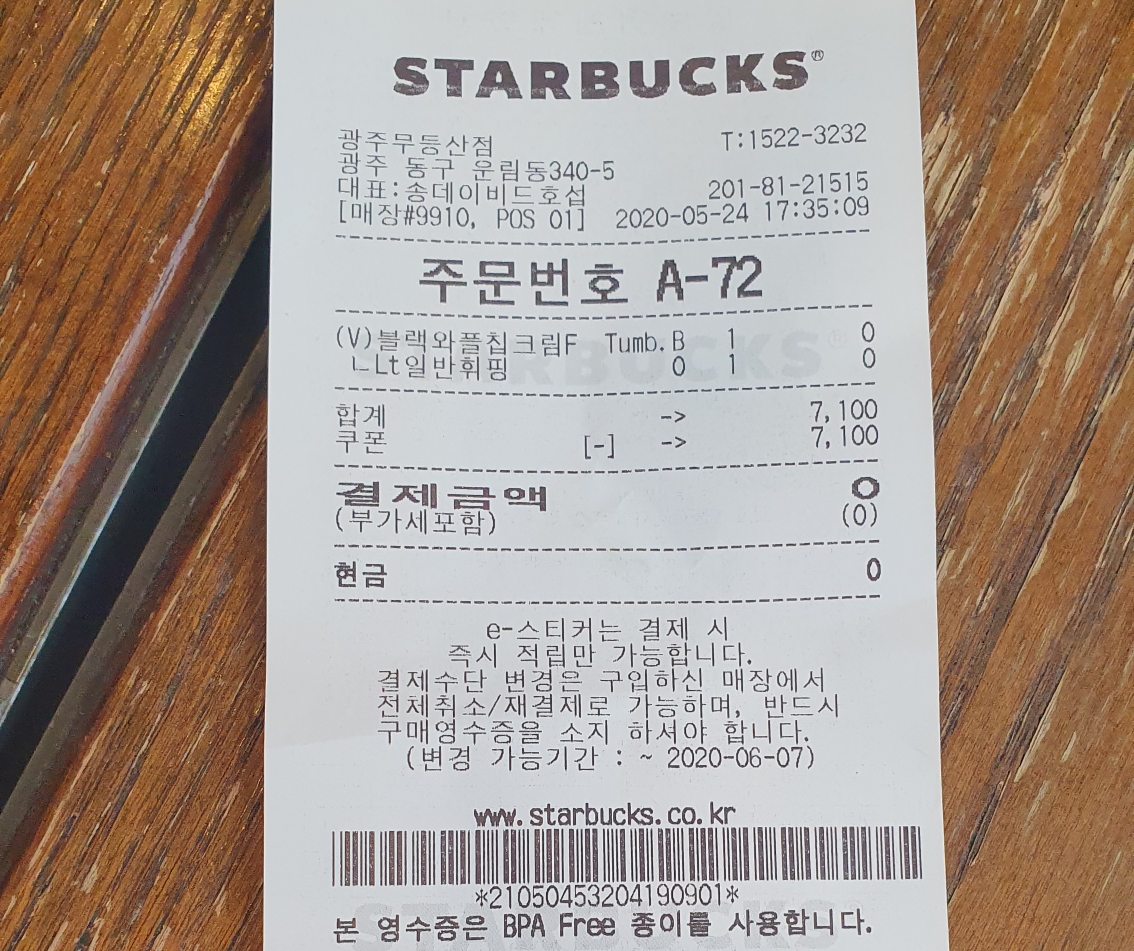 STARBUCKS®
광주무등산점 T:1522-3232
광주 동구 운림동340-5
대표:송데이비드호섭 201-81-21515
[매장#9910, POS 01] 2020-05-24 17:35:09
주문번호 A-72
(V)블랙와플칩크림F Tumb.B 1 0
ㄴLt일반휘핑 0 1 0
합계 -> 7,100
쿠폰 [-] -> 7,100
결제금액 0
(부가세포함) (0)
현금 0
e-스티커는 결제 시
즉시 적립만 가능합니다.
결제수단 변경은 구입하신 매장에서
전체취소/재결제로 가능하며, 반드시
구매영수증을 소지 하셔야 합니다.
(변경 가능기간 : ~ 2020-06-07)
www.starbucks.co.kr
*21050453204190901*
본 영수증은 BPA Free 종이를 사용합니다.